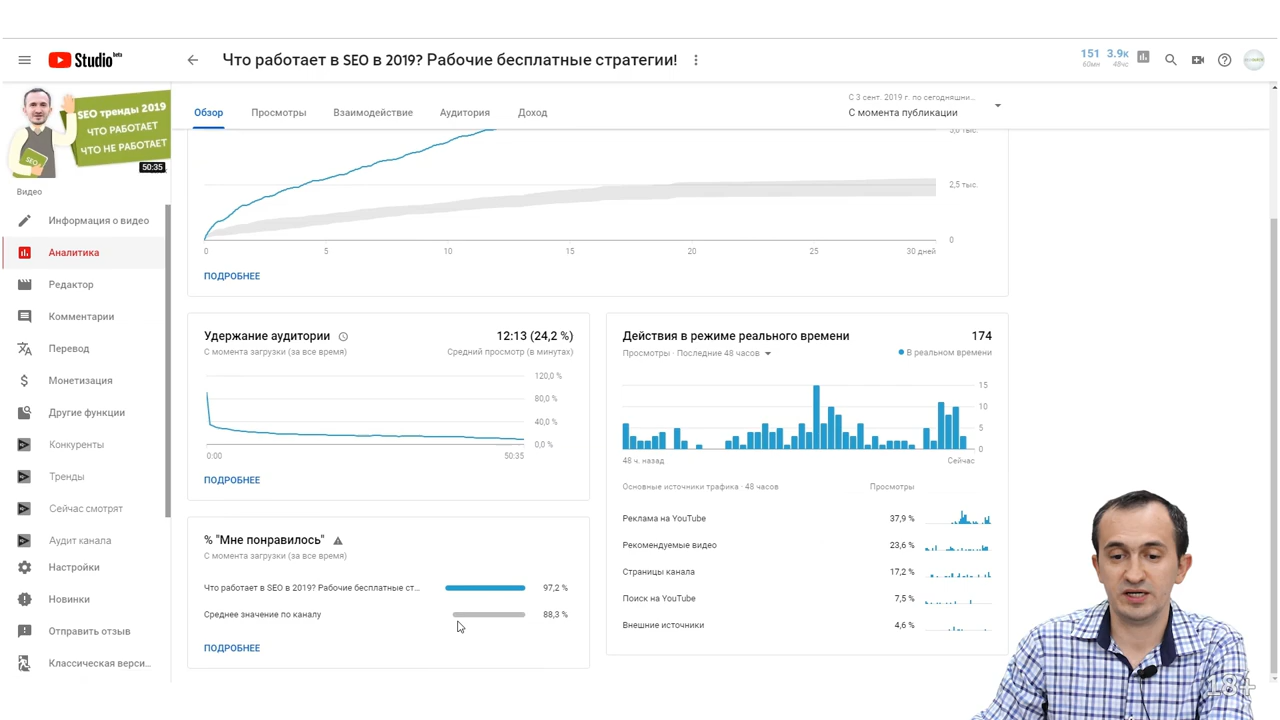 Studio beta
Что работает в SEO в 2019? Рабочие бесплатные стратегии!
151 3.9к
60мн 48чс
SEO тренды 2019
ЧТО РАБОТАЕТ
ЧТО НЕ РАБОТАЕТ
SEO
50:35
Видео
Информация о видео
Аналитика
Редактор
Комментарии
Перевод
Монетизация
Другие функции
Конкуренты
Тренды
Сейчас смотрят
Аудит канала
Настройки
Новинки
Отправить отзыв
Классическая верси...
Обзор
Просмотры
Взаимодействие
Аудитория
Доход
С 3 сент. 2019 г. по сегодняшни...
С момента публикации
5,0 тыс.
2,5 тыс.
0
0 5 10 15 20 25 30 дней
ПОДРОБНЕЕ
Удержание аудитории 12:13 (24,2 %)
С момента загрузки (за все время) Средний просмотр (в минутах)
120,0 %
80,0 %
40,0 %
0,0 %
0:00 50:35
ПОДРОБНЕЕ
% "Мне понравилось"
С момента загрузки (за все время)
Что работает в SEO в 2019? Рабочие бесплатные ст... 97,2 %
Среднее значение по каналу 88,3 %
ПОДРОБНЕЕ
Действия в режиме реального времени 174
Просмотры · Последние 48 часов В реальном времени
15
10
5
0
48 ч. назад Сейчас
Основные источники трафика · 48 часов Просмотры
Реклама на YouTube 37,9 %
Рекомендуемые видео 23,6 %
Страницы канала 17,2 %
Поиск на YouTube 7,5 %
Внешние источники 4,6 %
18+